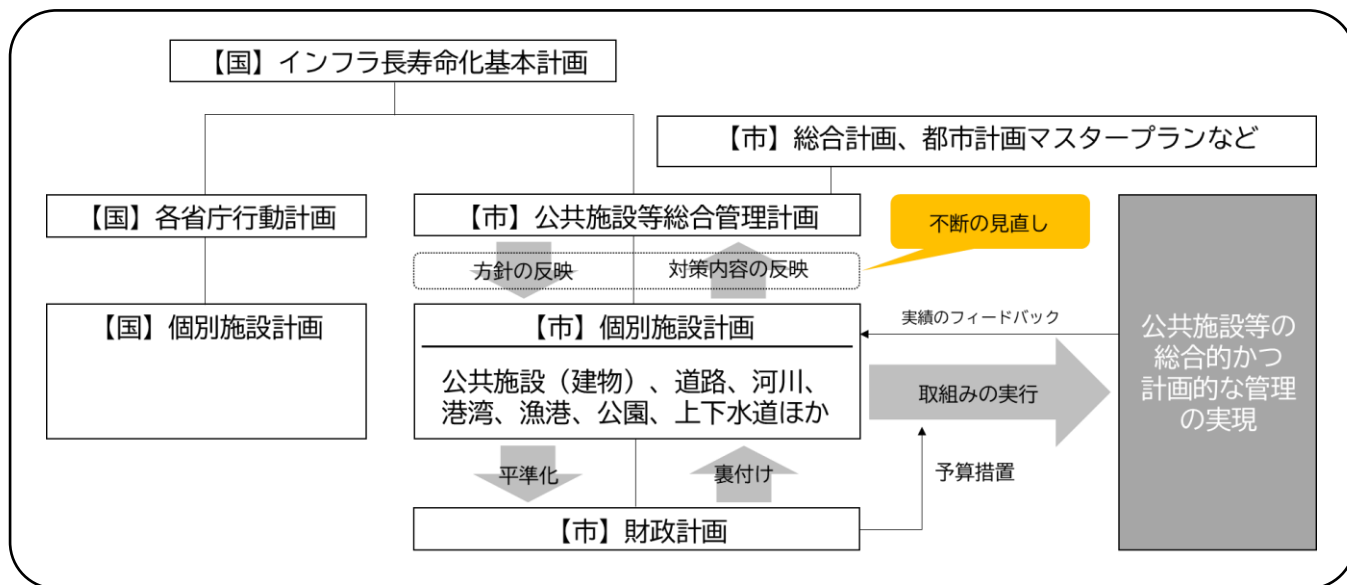 【国】インフラ長寿命化基本計画
【市】総合計画、都市計画マスタープランなど
【国】各省庁行動計画
【市】公共施設等総合管理計画
不断の見直し
方針の反映
対策内容の反映
【国】個別施設計画
【市】個別施設計画
公共施設（建物）、道路、河川、
港湾、漁港、公園、上下水道ほか
実績のフィードバック
取組みの実行
公共施設等の
総合的かつ
計画的な管理
の実現
平準化
裏付け
予算措置
【市】財政計画